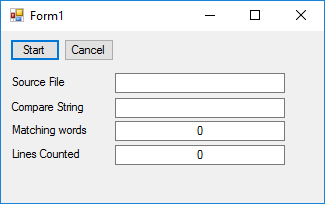 Form1
Start Cancel
Source File
Compare String
Matching words 0
Lines Counted 0